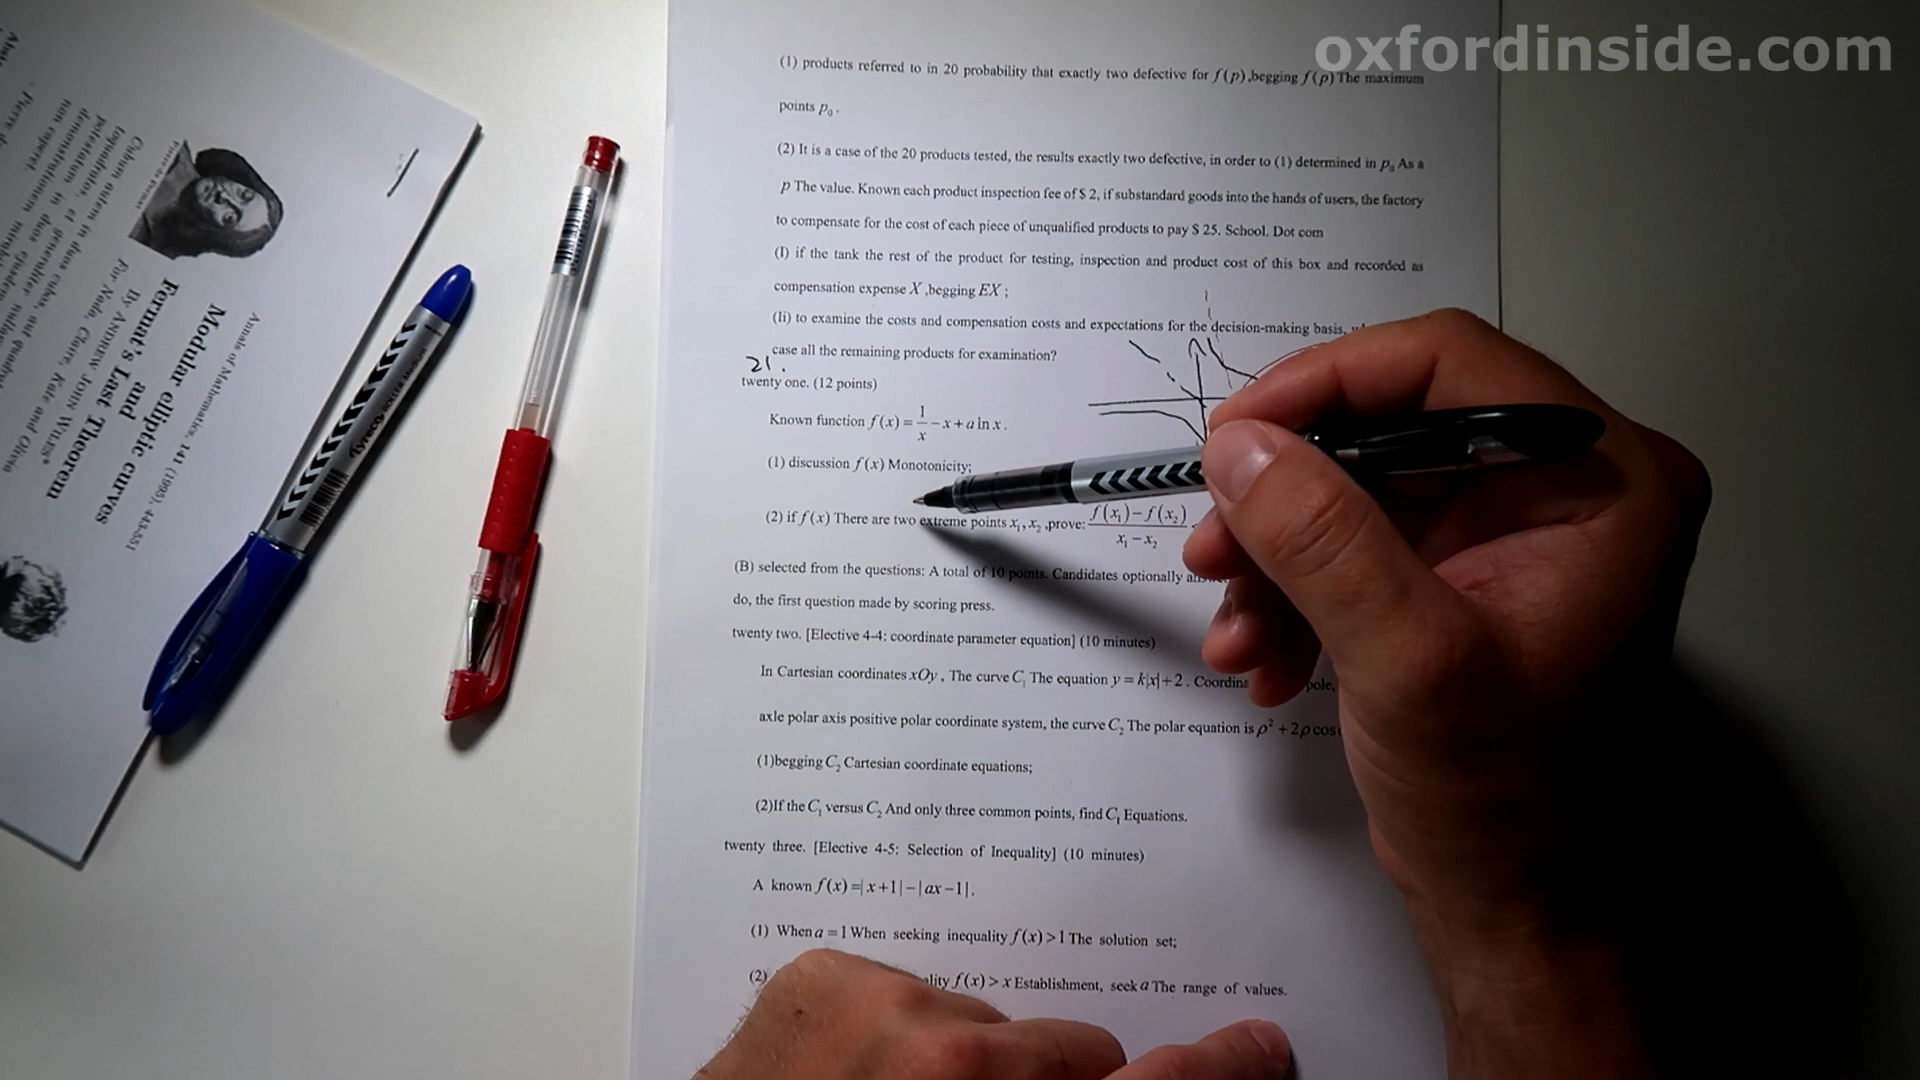 oxfordinside.com
(1) products referred to in 20 probability that exactly two defective for f(p),begging f(p)The maximum
points p₀.
(2) It is a case of the 20 products tested, the results exactly two defective, in order to (1) determined in p₀ As a
p The value. Known each product inspection fee of $ 2, if substandard goods into the hands of users, the factory
to compensate for the cost of each piece of unqualified products to pay $ 25. School. Dot com
(I) if the tank the rest of the product for testing, inspection and product cost of this box and recorded as
compensation expense X ,begging EX ;
(Ii) to examine the costs and compensation costs and expectations for the decision-making basis,
case all the remaining products for examination?
21.
twenty one. (12 points)
Known function f(x) = 1/x − x + a ln x.
(1) discussion f(x) Monotonicity;
(2) if f(x) There are two extreme points x₁, x₂ ,prove: (f(x₁)−f(x₂))/(x₁−x₂)
(B) selected from the questions: A total of 10 points. Candidates optionally
do, the first question made by scoring press.
twenty two. [Elective 4-4: coordinate parameter equation] (10 minutes)
In Cartesian coordinates xOy, The curve C₁ The equation y = k|x|+2. pole,
axle polar axis positive polar coordinate system, the curve C₂ The polar equation is ρ² + 2ρcos
(1)begging C₂ Cartesian coordinate equations;
(2)If the C₁ versus C₂ And only three common points, find C₁ Equations.
twenty three. [Elective 4-5: Selection of Inequality] (10 minutes)
A known f(x) =| x+1|−| ax−1|.
(1) When a = 1 When seeking inequality f(x) > 1 The solution set;
(2) f(x) > x Establishment, seek a The range of values.
Annals of Mathematics, 141 (1995), 443-551
Modular elliptic curves
and
Fermat's Last Theorem
By ANDREW JOHN WILES*
For Nada, Claire, Kate and Olivia
Pierre de Fermat
Cubum autem in duos cubos, aut